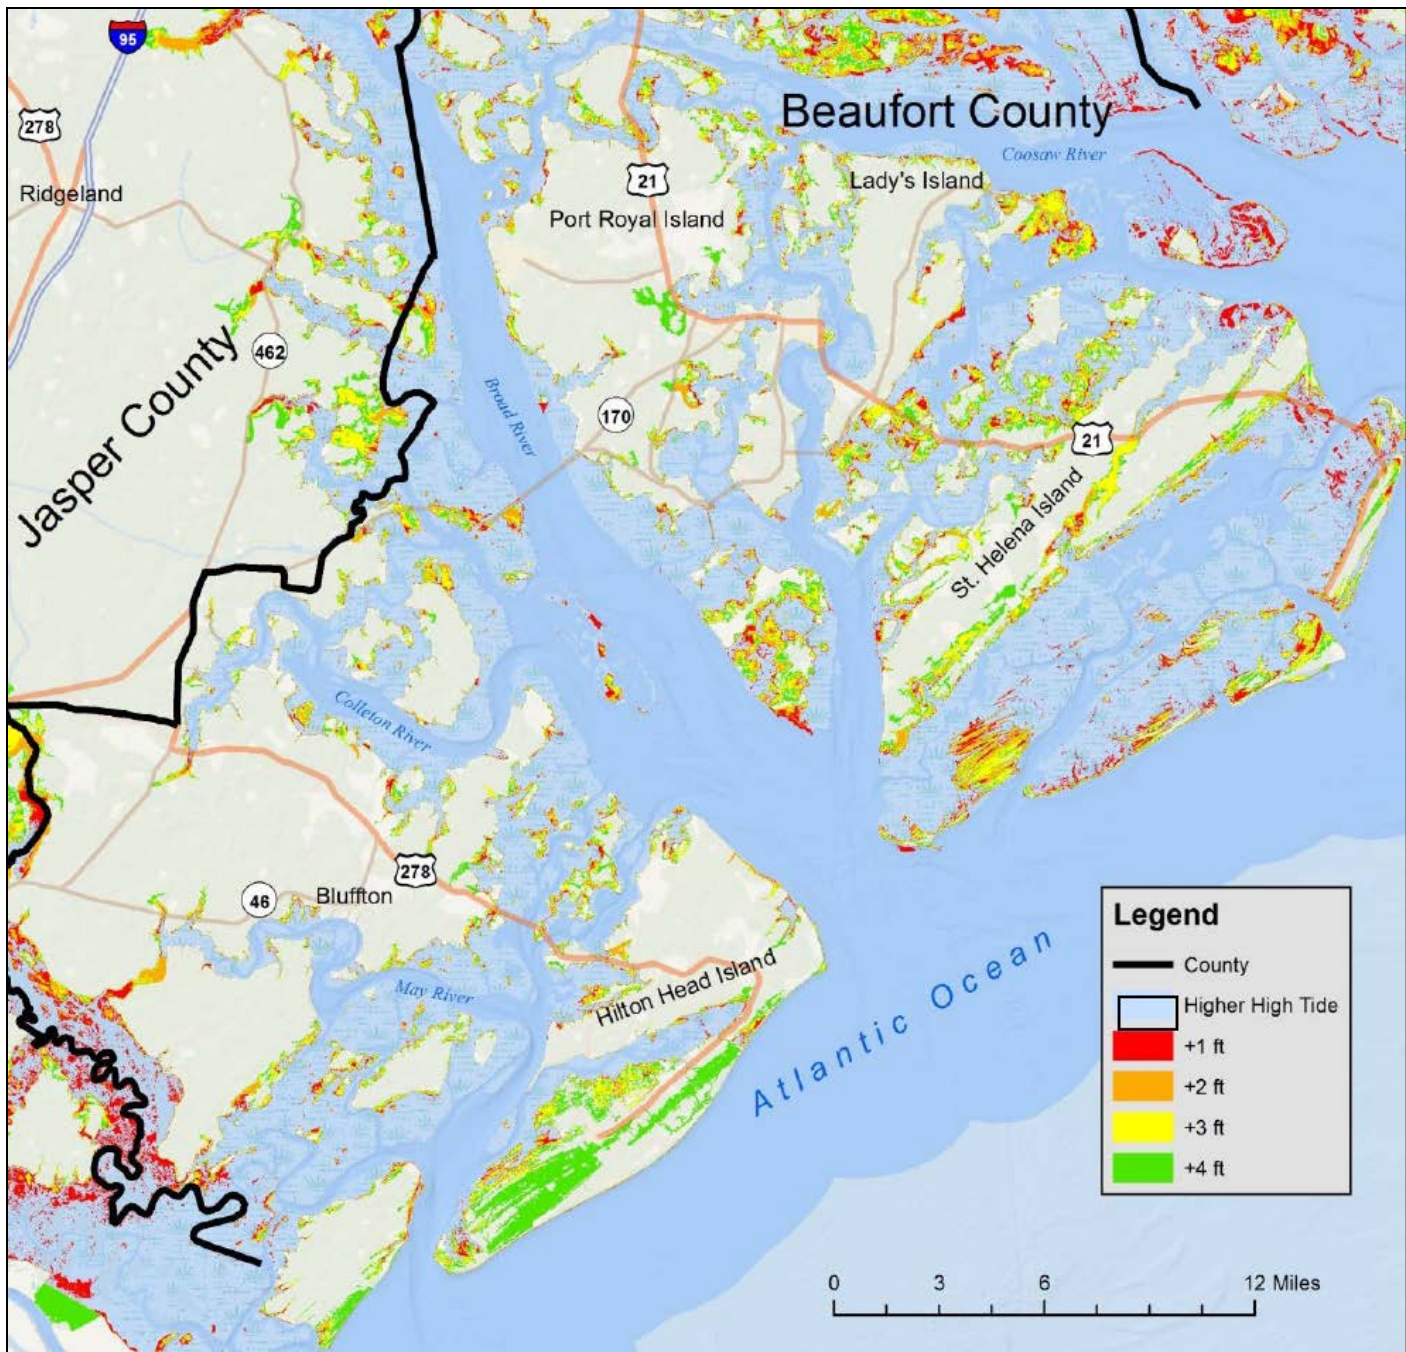 95
278
Ridgeland
Beaufort County
Coosaw River
21
Lady's Island
Port Royal Island
Jasper County
462
Broad River
170
21
St. Helena Island
Colleton River
278
46
Bluffton
May River
Hilton Head Island
Atlantic Ocean
Legend
County
Higher High Tide
+1 ft
+2 ft
+3 ft
+4 ft
0 3 6 12 Miles